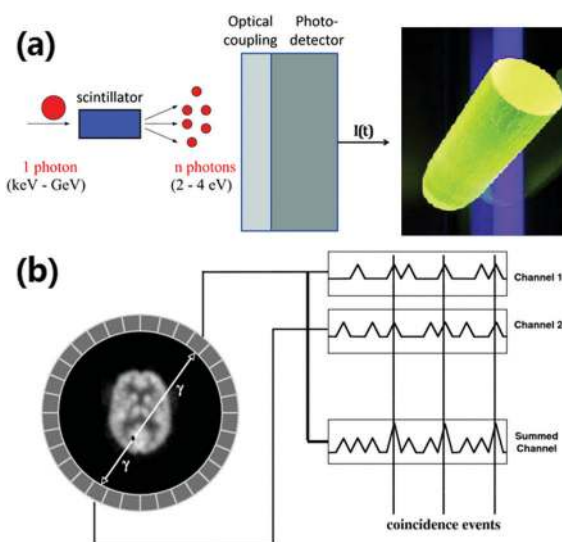 (a)
Optical
coupling
Photo-
detector
scintillator
1 photon
(keV - GeV)
n photons
(2 - 4 eV)
I(t)
(b)
γ
γ
Channel 1
Channel 2
Summed
Channel
coincidence events